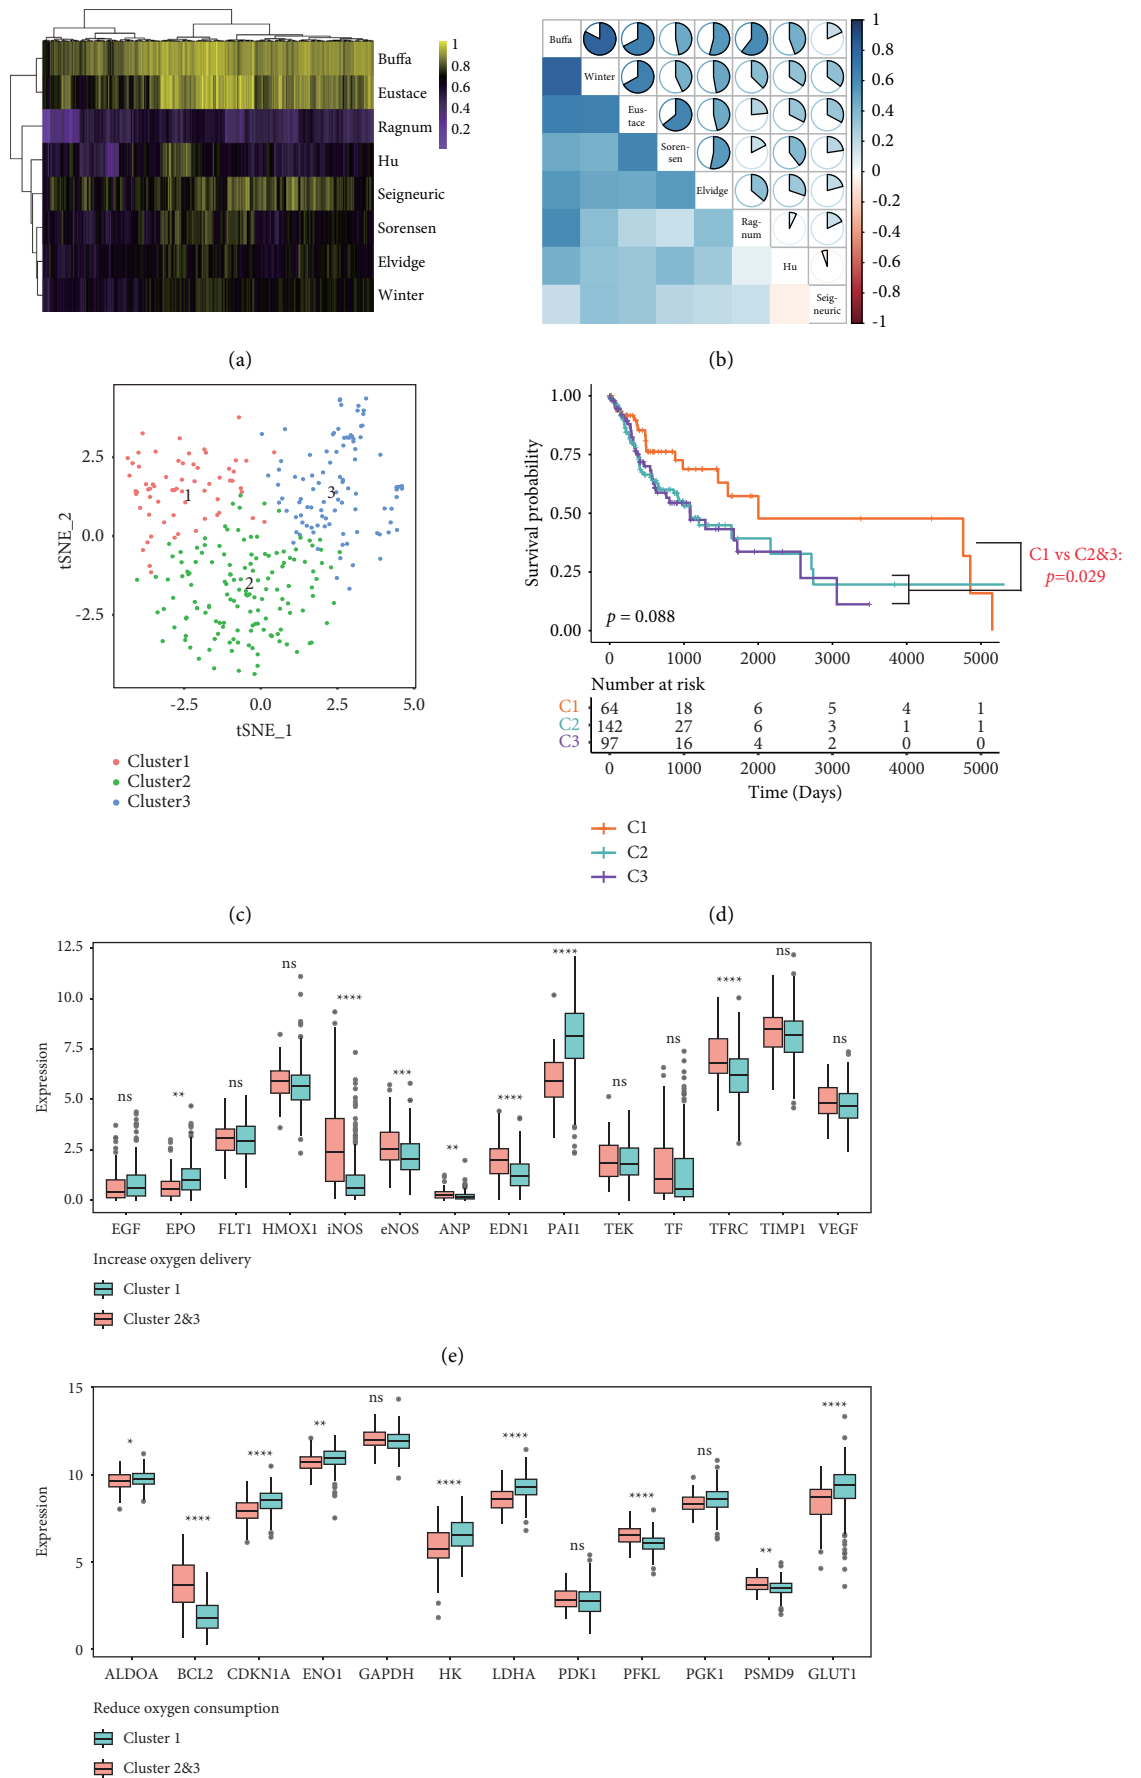 1
0.8
0.6
0.4
0.2
Buffa
Eustace
Ragnum
Hu
Seigneuric
Sorensen
Elvidge
Winter
(a)
Buffa
Winter
Eus-
tace
Soren-
sen
Elvidge
Rag-
num
Hu
Seig-
neuric
1
0.8
0.6
0.4
0.2
0
-0.2
-0.4
-0.6
-0.8
-1
(b)
tSNE_2
2.5
0.0
-2.5
1
2
3
-2.5 0.0 2.5 5.0
tSNE_1
Cluster1
Cluster2
Cluster3
(c)
Survival probability
1.00
0.75
0.50
0.25
0.00
p = 0.088
C1 vs C2&3:
p=0.029
0 1000 2000 3000 4000 5000
Number at risk
C1 64 18 6 5 4 1
C2 142 27 6 3 1 1
C3 97 16 4 2 0 0
0 1000 2000 3000 4000 5000
Time (Days)
C1
C2
C3
(d)
Expression
12.5
10.0
7.5
5.0
2.5
0.0
ns ** ns ns **** *** ** **** **** ns ns **** ns ns
EGF EPO FLT1 HMOX1 iNOS eNOS ANP EDN1 PAI1 TEK TF TFRC TIMP1 VEGF
Increase oxygen delivery
Cluster 1
Cluster 2&3
(e)
Expression
15
10
5
0
* **** **** ** ns **** **** ns **** ns ** ****
ALDOA BCL2 CDKN1A ENO1 GAPDH HK LDHA PDK1 PFKL PGK1 PSMD9 GLUT1
Reduce oxygen consumption
Cluster 1
Cluster 2&3